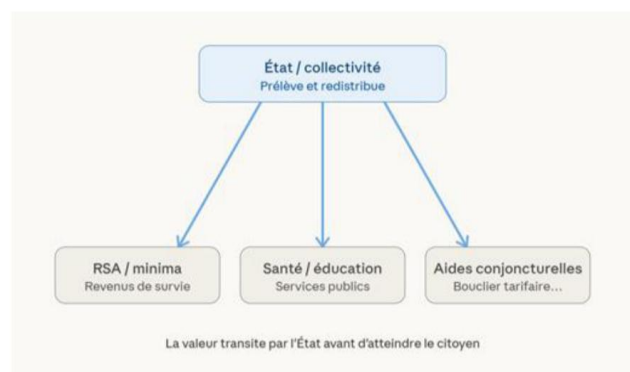 État / collectivité
Prélève et redistribue
RSA / minima
Revenus de survie
Santé / éducation
Services publics
Aides conjoncturelles
Bouclier tarifaire...
La valeur transite par l'État avant d'atteindre le citoyen